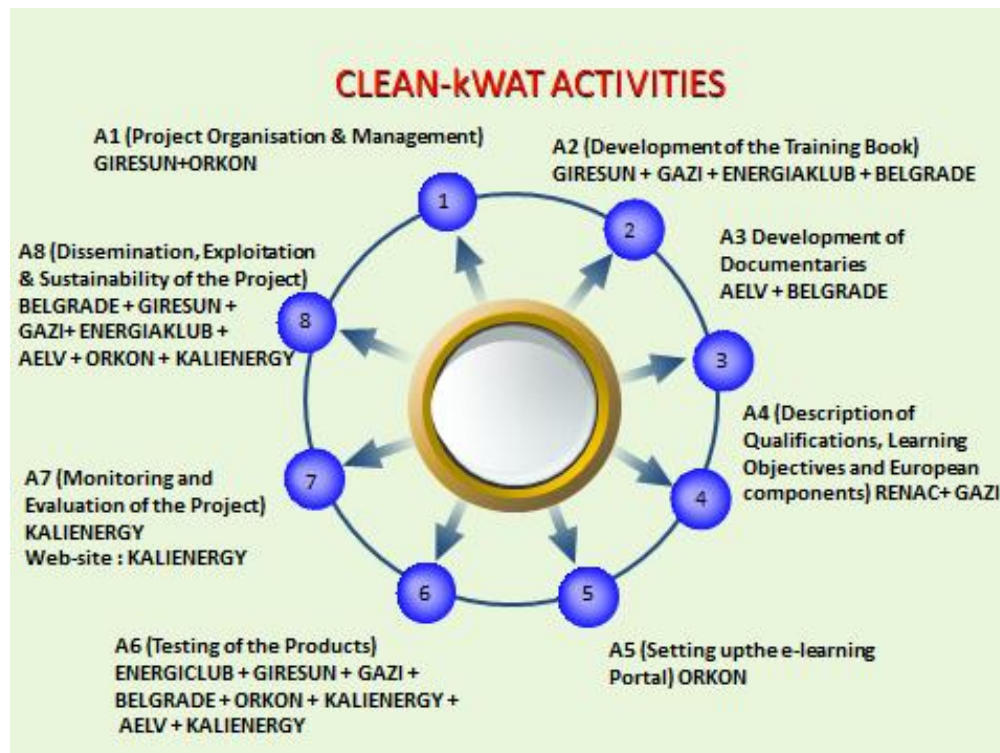 CLEAN-kWAT ACTIVITIES
A1 (Project Organisation & Management)
GIRESUN+ORKON
A2 (Development of the Training Book)
GIRESUN + GAZI + ENERGIAKLUB + BELGRADE
A3 Development of
Documentaries
AELV + BELGRADE
A4 (Description of
Qualifications, Learning
Objectives and European
components) RENAC+ GAZI
A5 (Setting upthe e-learning
Portal) ORKON
A6 (Testing of the Products)
ENERGICLUB + GIRESUN + GAZI +
BELGRADE + ORKON + KALIENERGY +
AELV + KALIENERGY
A7 (Monitoring and
Evaluation of the Project)
KALIENERGY
Web-site : KALIENERGY
A8 (Dissemination, Exploitation
& Sustainability of the Project)
BELGRADE + GIRESUN +
GAZI+ ENERGIAKLUB +
AELV + ORKON + KALIENERGY
1
2
3
4
5
6
7
8